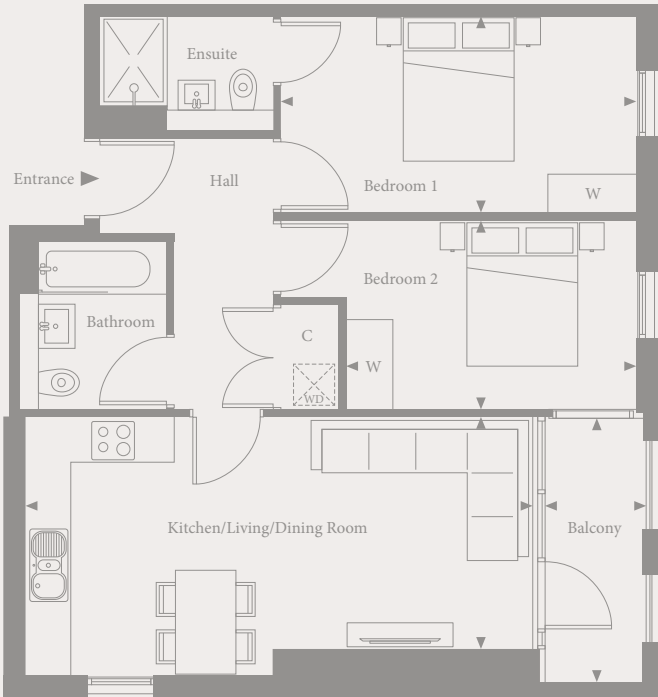 Ensuite
Entrance
Hall
Bedroom 1
W
Bedroom 2
Bathroom
C
W
WD
Kitchen/Living/Dining Room
Balcony